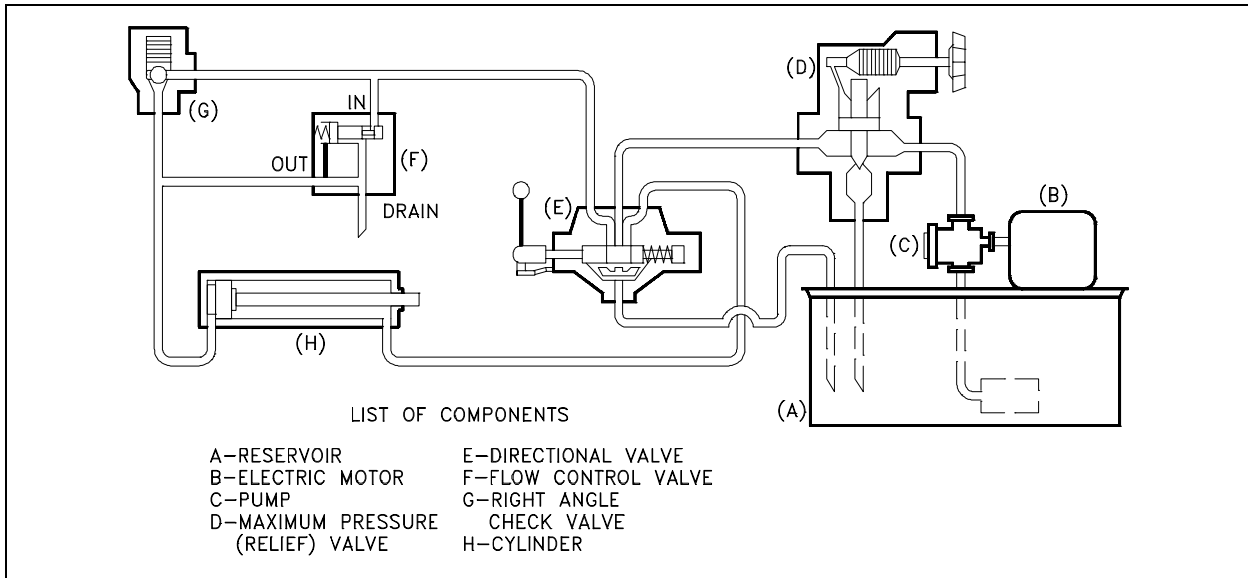 (D)
(G)
IN
OUT
(F)
DRAIN
(E)
(B)
(C)
(H)
(A)
LIST OF COMPONENTS
A-RESERVOIR
B-ELECTRIC MOTOR
C-PUMP
D-MAXIMUM PRESSURE
(RELIEF) VALVE
E-DIRECTIONAL VALVE
F-FLOW CONTROL VALVE
G-RIGHT ANGLE
CHECK VALVE
H-CYLINDER